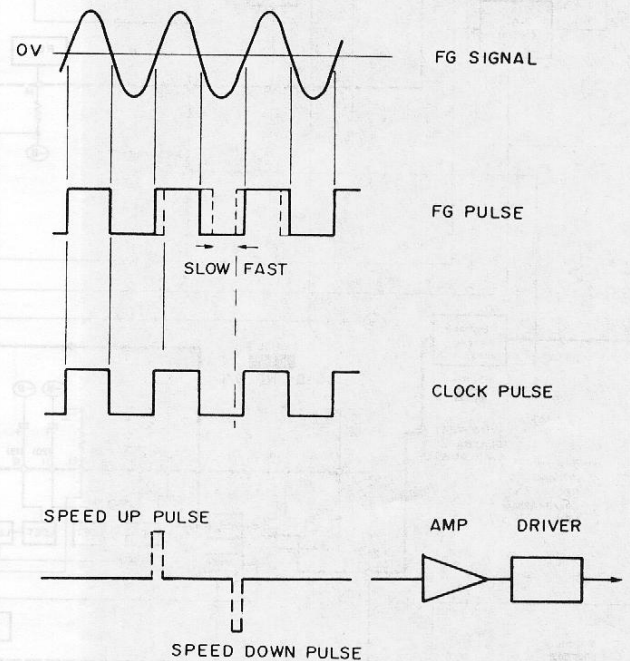 0V
FG SIGNAL
FG PULSE
SLOW FAST
CLOCK PULSE
SPEED UP PULSE
AMP DRIVER
SPEED DOWN PULSE